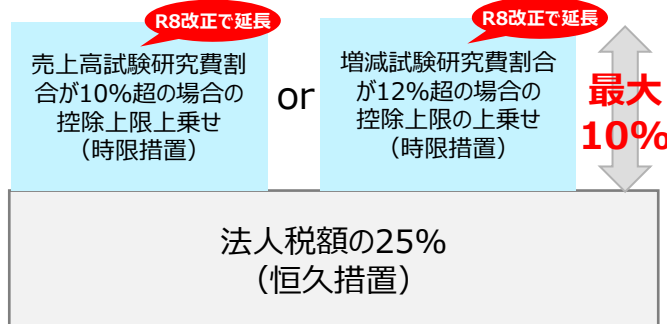 R8改正で延長
売上高試験研究費割
合が10%超の場合の
控除上限上乗せ
（時限措置）
or
R8改正で延長
増減試験研究費割合
が12%超の場合の
控除上限の上乗せ
（時限措置）
最大
10%
法人税額の25%
（恒久措置）